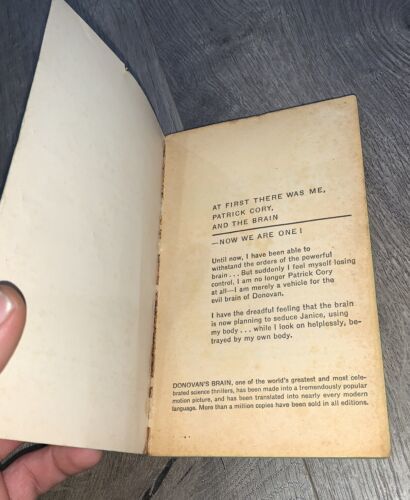 AT FIRST THERE WAS ME,
PATRICK CORY,
AND THE BRAIN
—NOW WE ARE ONE!
Until now, I have been able to
withstand the orders of the powerful
brain . . . But suddenly I feel myself losing
control. I am no longer Patrick Cory
at all—I am merely a vehicle for the
evil brain of Donovan.
I have the dreadful feeling that the brain
is now planning to seduce Janice, using
my body . . . while I look on helplessly, be-
trayed by my own body.
DONOVAN'S BRAIN, one of the world's greatest and most cele-
brated science thrillers, has been made into a tremendously popular
motion picture, and has been translated into nearly every modern
language. More than a million copies have been sold in all editions.